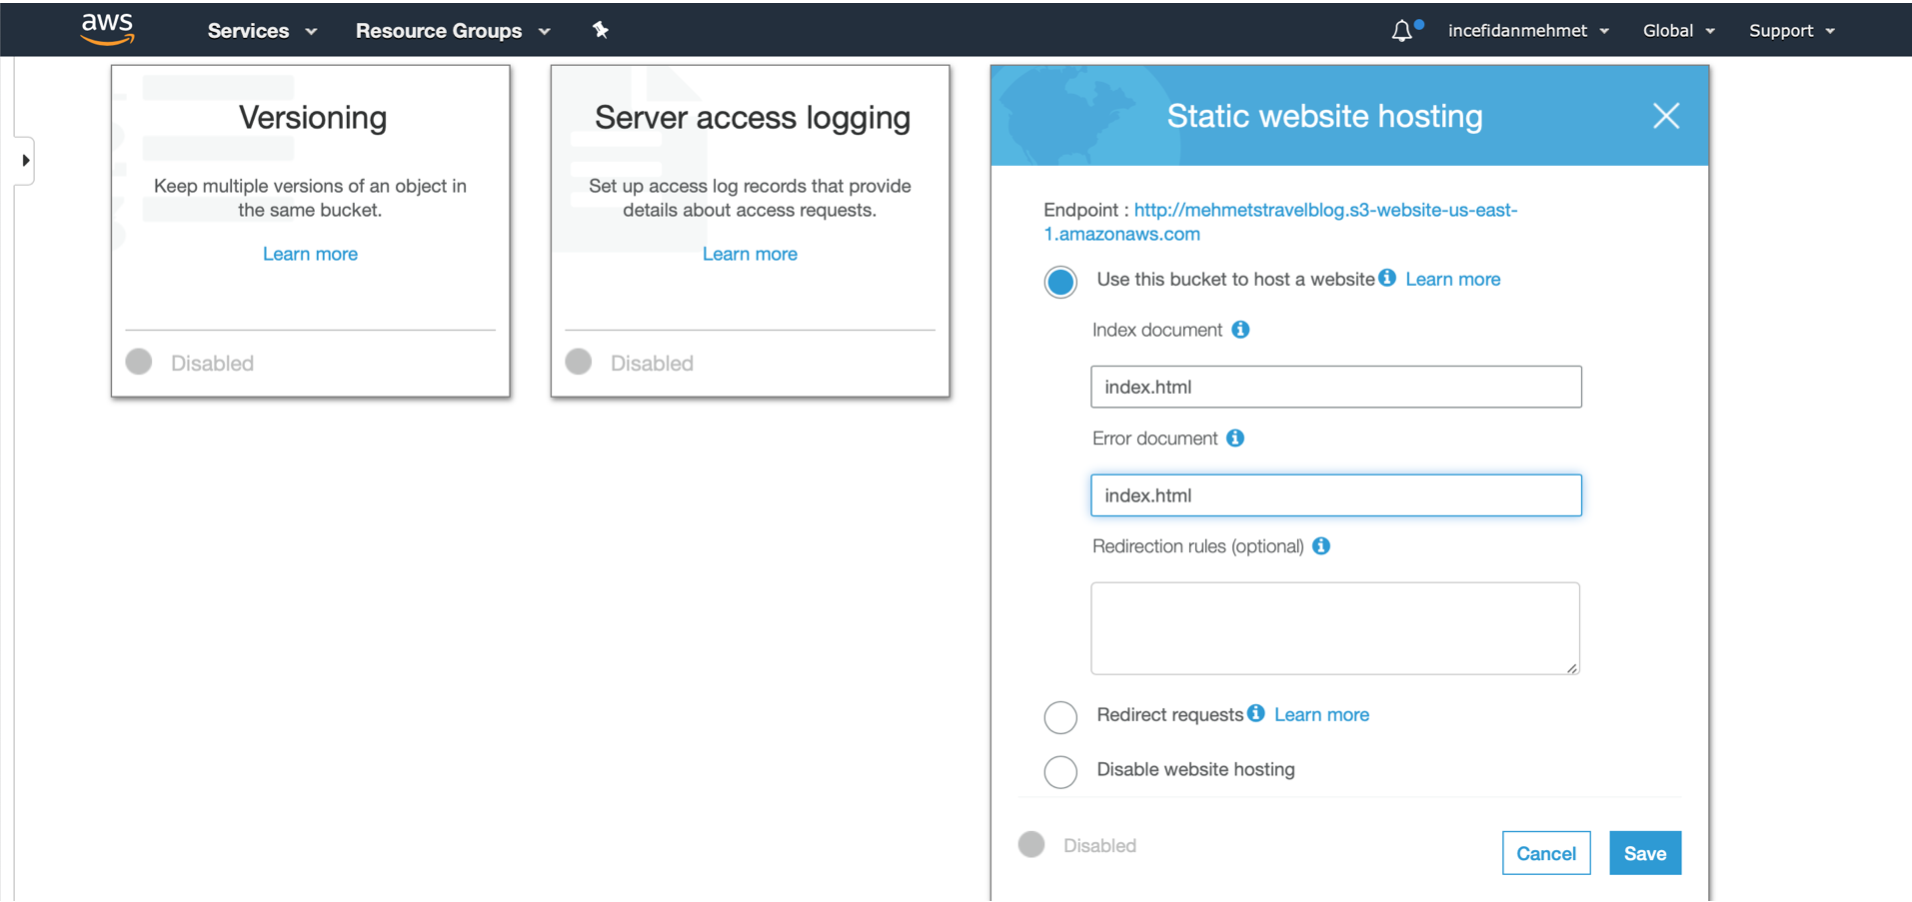 aws
Services
Resource Groups
incefidanmehmet
Global
Support
Versioning
Keep multiple versions of an object in
the same bucket.
Learn more
Disabled
Server access logging
Set up access log records that provide
details about access requests.
Learn more
Disabled
Static website hosting
Endpoint : http://mehmetstravelblog.s3-website-us-east-
1.amazonaws.com
Use this bucket to host a website Learn more
Index document
index.html
Error document
index.html
Redirection rules (optional)
Redirect requests Learn more
Disable website hosting
Disabled
Cancel
Save